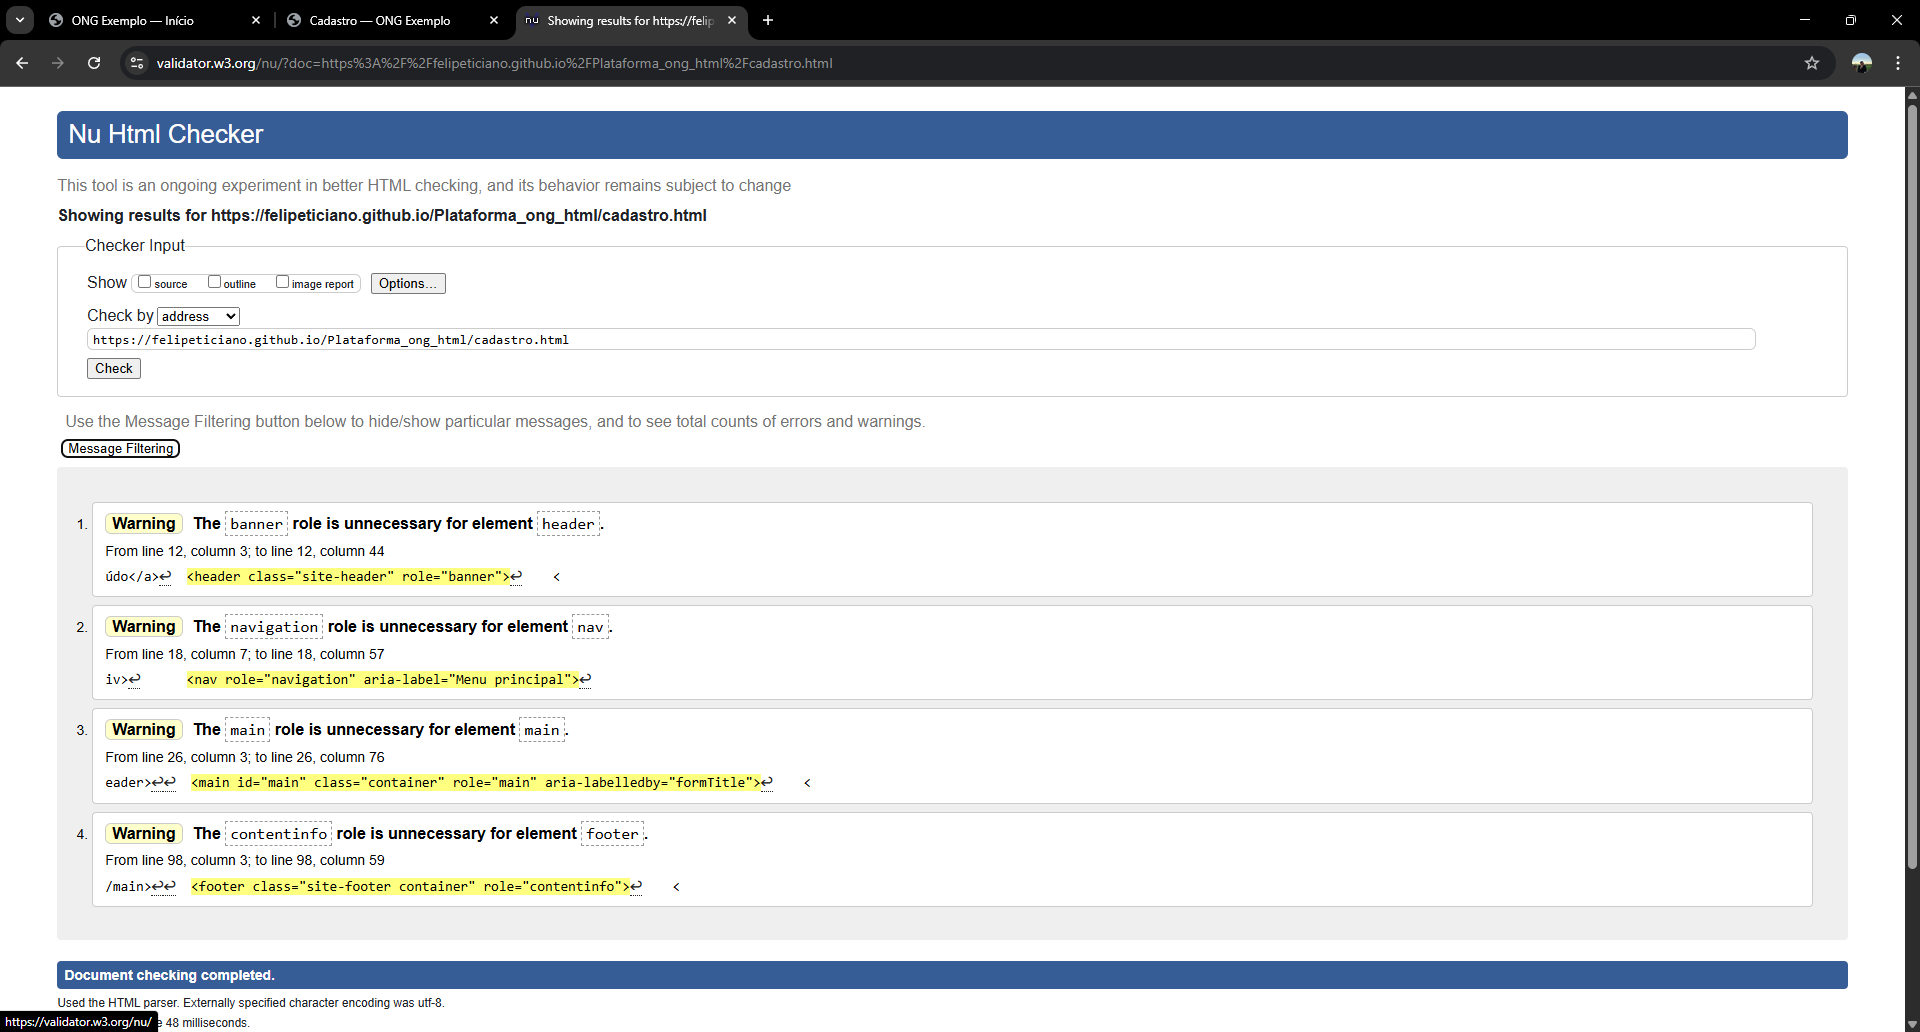 ONG Exemplo — Início
Cadastro — ONG Exemplo
nu Showing results for https://felip
validator.w3.org/nu/?doc=https%3A%2F%2Ffelipeticiano.github.io%2FPlataforma_ong_html%2Fcadastro.html
Nu Html Checker
This tool is an ongoing experiment in better HTML checking, and its behavior remains subject to change
Showing results for https://felipeticiano.github.io/Plataforma_ong_html/cadastro.html
Checker Input
Show source outline image report Options...
Check by address
https://felipeticiano.github.io/Plataforma_ong_html/cadastro.html
Check
Use the Message Filtering button below to hide/show particular messages, and to see total counts of errors and warnings.
Message Filtering
1. Warning The banner role is unnecessary for element header.
From line 12, column 3; to line 12, column 44
údo</a>↩ <header class="site-header" role="banner">↩ <
2. Warning The navigation role is unnecessary for element nav.
From line 18, column 7; to line 18, column 57
iv>↩ <nav role="navigation" aria-label="Menu principal">↩
3. Warning The main role is unnecessary for element main.
From line 26, column 3; to line 26, column 76
eader>↩↩ <main id="main" class="container" role="main" aria-labelledby="formTitle">↩ <
4. Warning The contentinfo role is unnecessary for element footer.
From line 98, column 3; to line 98, column 59
/main>↩↩ <footer class="site-footer container" role="contentinfo">↩ <
Document checking completed.
Used the HTML parser. Externally specified character encoding was utf-8.
https://validator.w3.org/nu/ e 48 milliseconds.